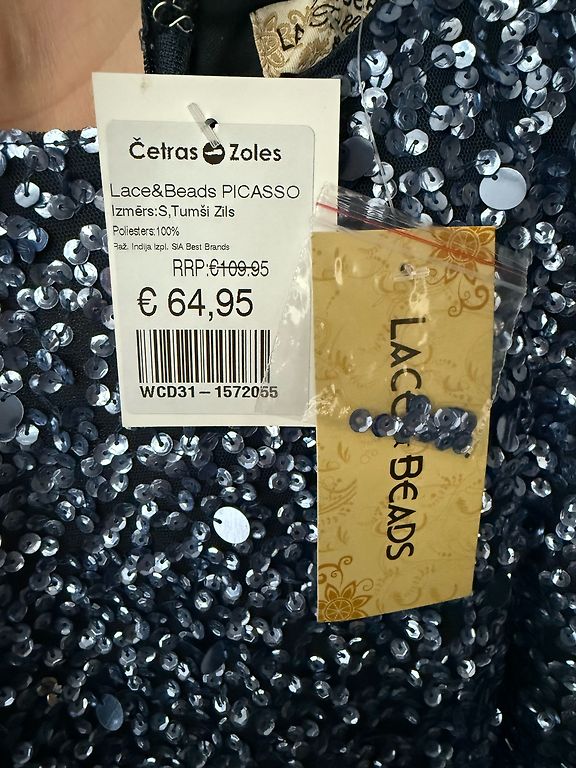 LA
Četras Zoles
Lace&Beads PICASSO
Izmērs:S,Tumši Zils
Poliesters:100%
Raž. Indija Izpl. SIA Best Brands
RRP:€109.95
€ 64,95
WCD31-1572055
LACE & BEADS